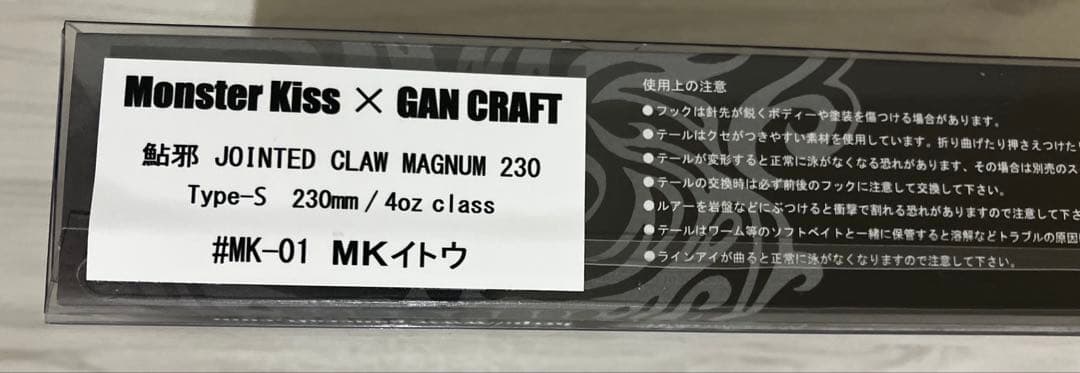 Monster Kiss × GAN CRAFT
鮎邪 JOINTED CLAW MAGNUM 230
Type-S 230mm / 4oz class
#MK-01 MKイトウ
使用上の注意
●フックは針先が鋭くボディーや塗装を傷つける場合があります。
●テールはクセがつきやすい素材を使用しています。折り曲げたり押さえつけたり
●テールが変形すると正常に泳がなくなる恐れがあります、その場合は別売のス
●テールの交換時は必ず前後のフックに注意して交換して下さい。
●ルアーを岩盤などにぶつけると衝撃で割れる恐れがありますので注意して下さ
●テールはワーム等のソフトベイトと一緒に保管すると溶解などトラブルの原因に
●ラインアイが曲ると正常に泳がなくなりますので注意して下さい。